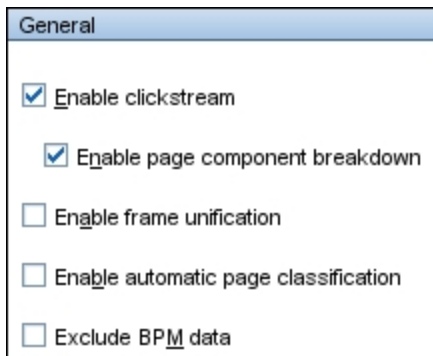 General
Enable clickstream
Enable page component breakdown
Enable frame unification
Enable automatic page classification
Exclude BPM data